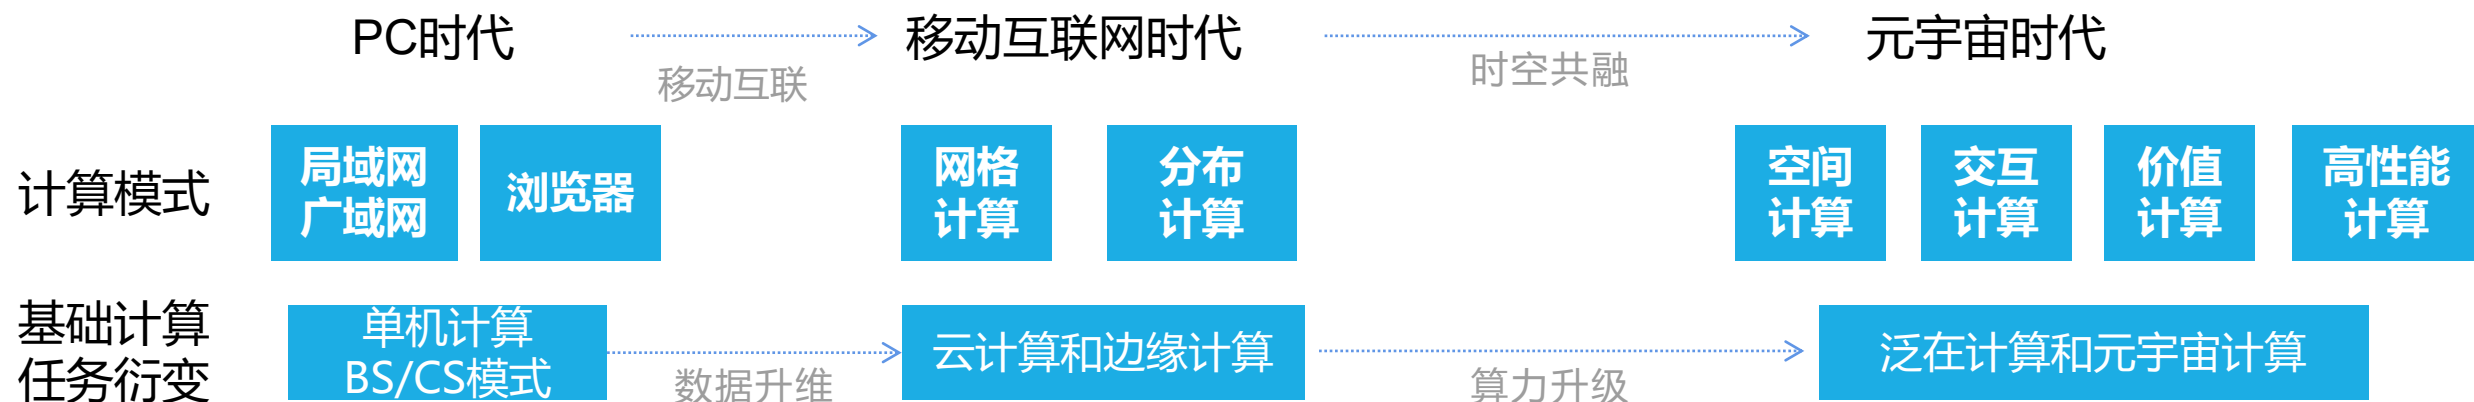 PC时代
移动互联网时代
元宇宙时代
移动互联
时空共融
计算模式
局域网
广域网
浏览器
网格
计算
分布
计算
空间
计算
交互
计算
价值
计算
高性能
计算
基础计算
任务衍变
单机计算
BS/CS模式
数据升维
云计算和边缘计算
算力升级
泛在计算和元宇宙计算